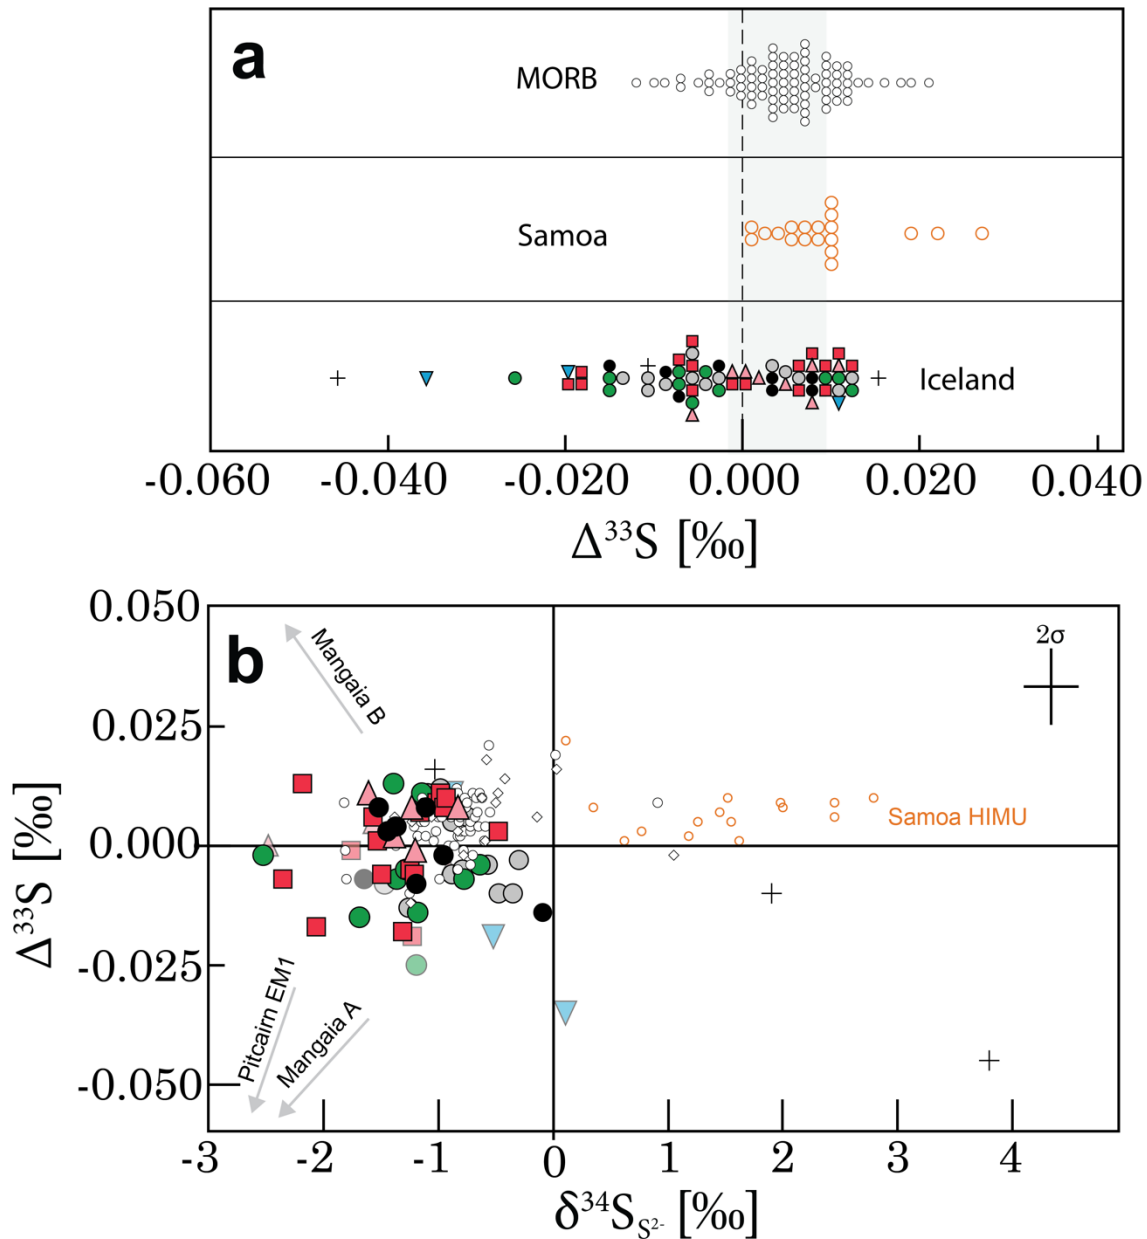 a
MORB
Samoa
Iceland
-0.060 -0.040 -0.020 0.000 0.020 0.040
Δ³³S [‰]
b
0.050
0.025
0.000
-0.025
-0.050
Δ³³S [‰]
Mangaia B
2σ
Samoa HIMU
Pitcairn EM1
Mangaia A
-3 -2 -1 0 1 2 3 4
δ³⁴S_S²⁻ [‰]